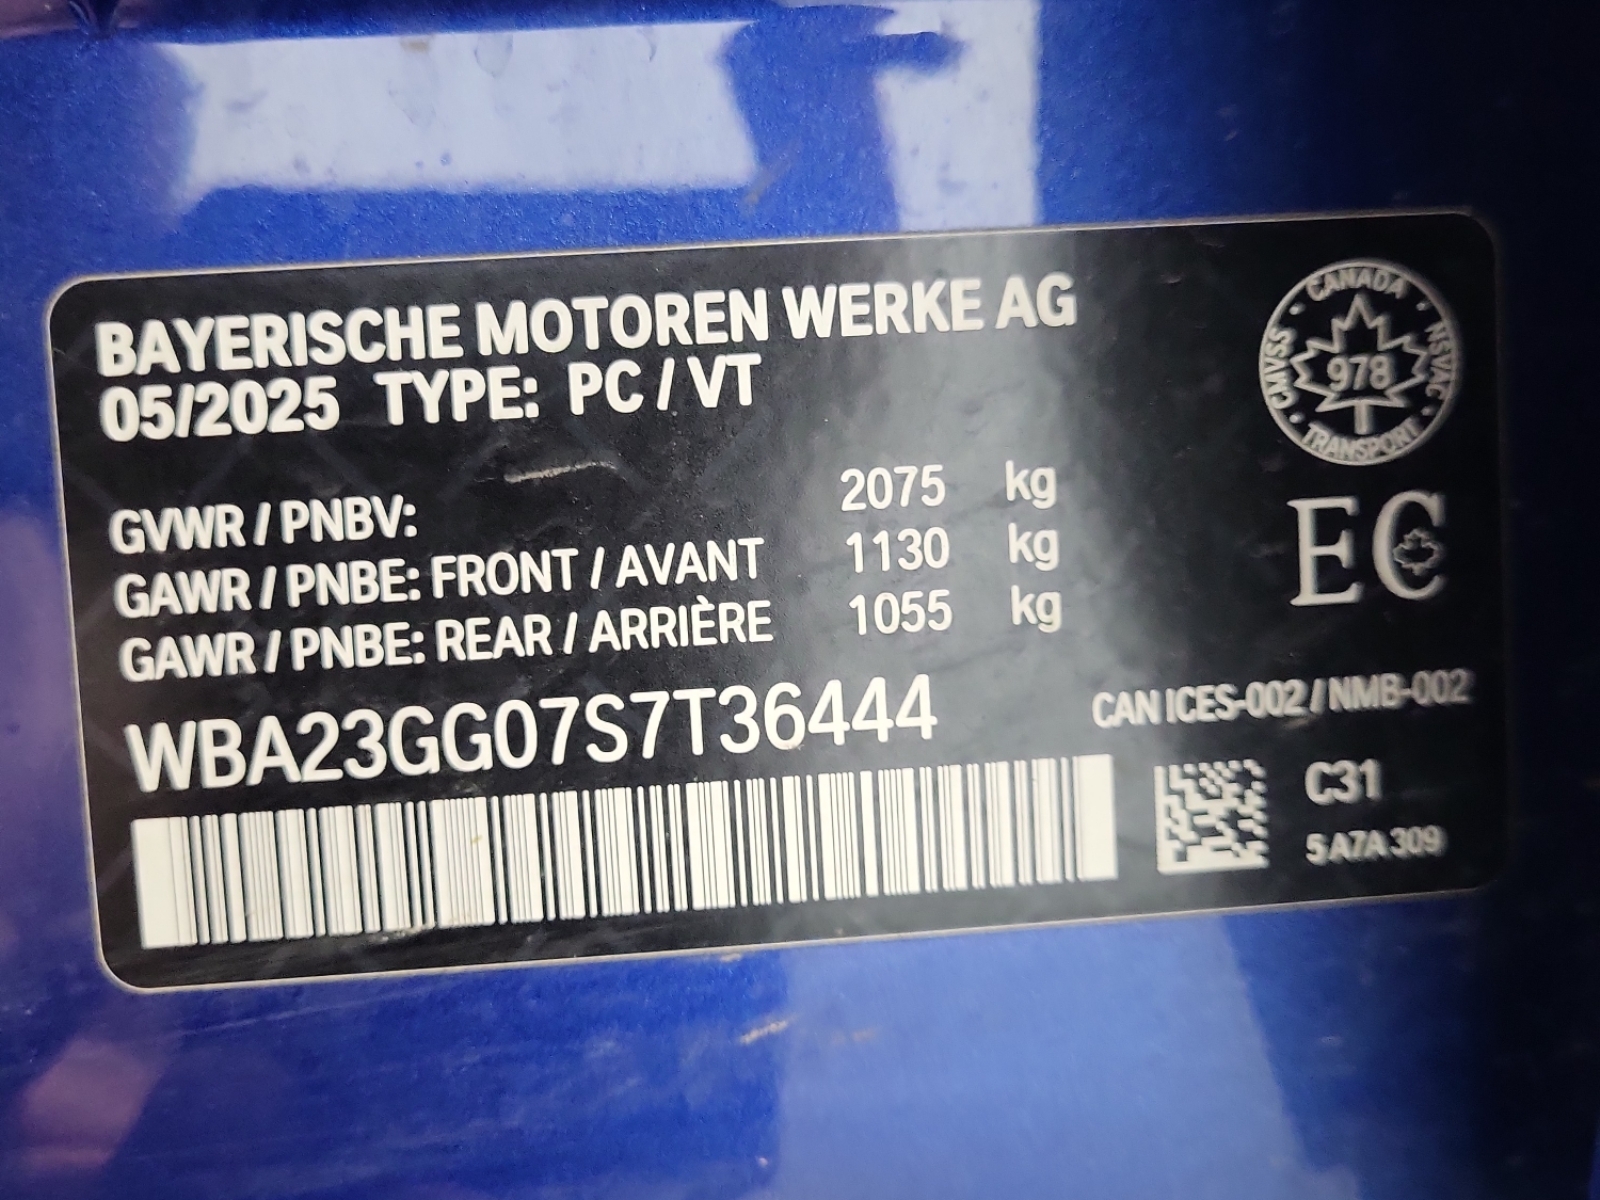 BAYERISCHE MOTOREN WERKE AG
05/2025 TYPE: PC / VT
GVWR / PNBV: 2075 kg
GAWR / PNBE: FRONT / AVANT 1130 kg
GAWR / PNBE: REAR / ARRIÈRE 1055 kg
WBA23GG07S7T36444
CANADA
CMVSS
978
NSVAC
TRANSPORT
EC
CAN ICES-002 / NMB-002
C31
5 A7A 309